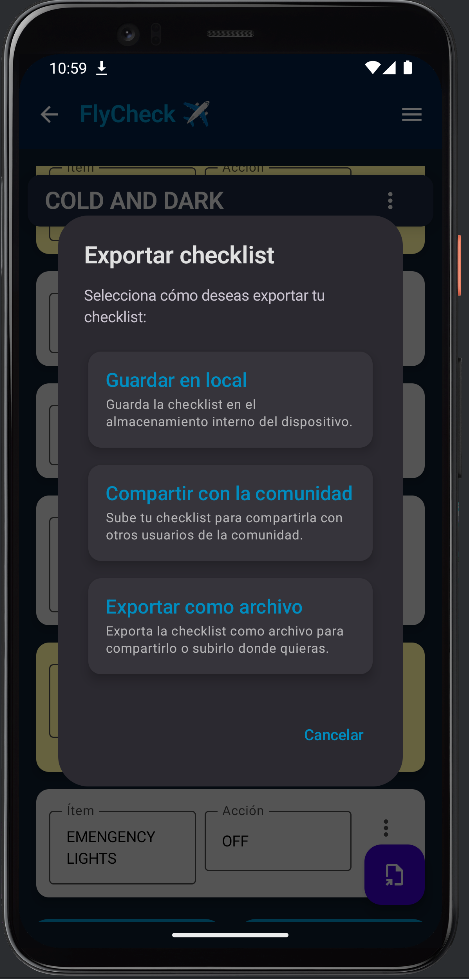 10:59
FlyCheck
Ítem
Acción
COLD AND DARK
Exportar checklist
Selecciona cómo deseas exportar tu
checklist:
Guardar en local
Guarda la checklist en el
almacenamiento interno del dispositivo.
Compartir con la comunidad
Sube tu checklist para compartirla con
otros usuarios de la comunidad.
Exportar como archivo
Exporta la checklist como archivo para
compartirlo o subirlo donde quieras.
Cancelar
Ítem
Acción
EMENGENCY
LIGHTS
OFF